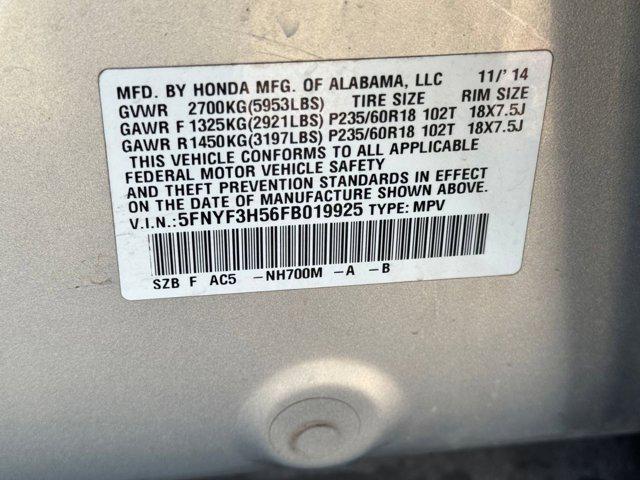 MFD. BY HONDA MFG. OF ALABAMA, LLC 11/'14
GVWR 2700KG(5953LBS) TIRE SIZE RIM SIZE
GAWR F 1325KG(2921LBS) P235/60R18 102T 18X7.5J
GAWR R1450KG(3197LBS) P235/60R18 102T 18X7.5J
THIS VEHICLE CONFORMS TO ALL APPLICABLE
FEDERAL MOTOR VEHICLE SAFETY
AND THEFT PREVENTION STANDARDS IN EFFECT
ON THE DATE OF MANUFACTURE SHOWN ABOVE.
V.I.N.:5FNYF3H56FB019925 TYPE: MPV
SZB F AC5 -NH700M -A -B